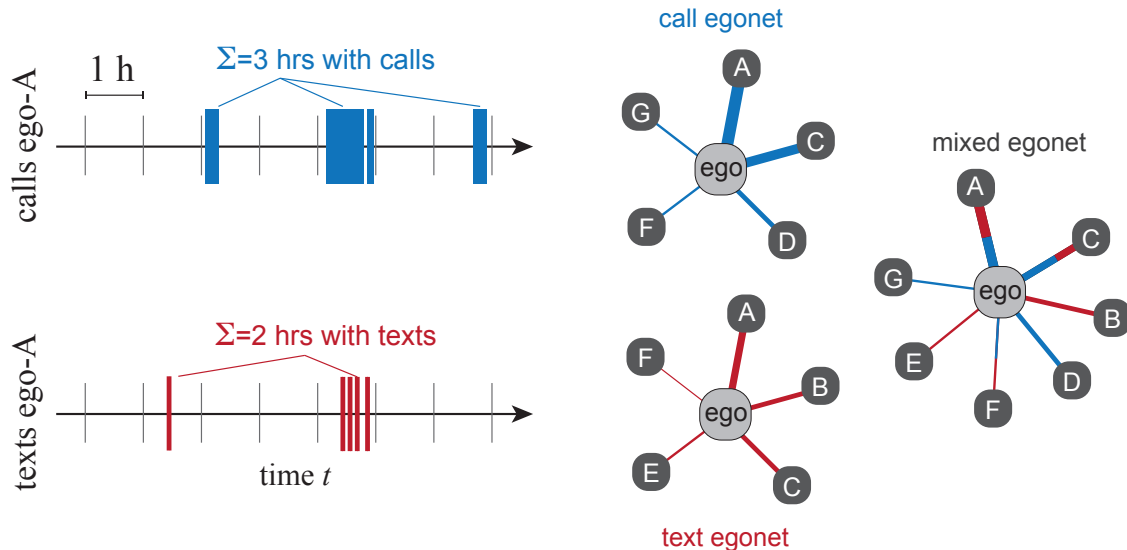 calls ego-A
1 h
Σ=3 hrs with calls
texts ego-A
Σ=2 hrs with texts
time t
call egonet
A
G
C
ego
F
D
text egonet
A
F
B
ego
E
C
mixed egonet
A
C
G
ego
B
E
D
F